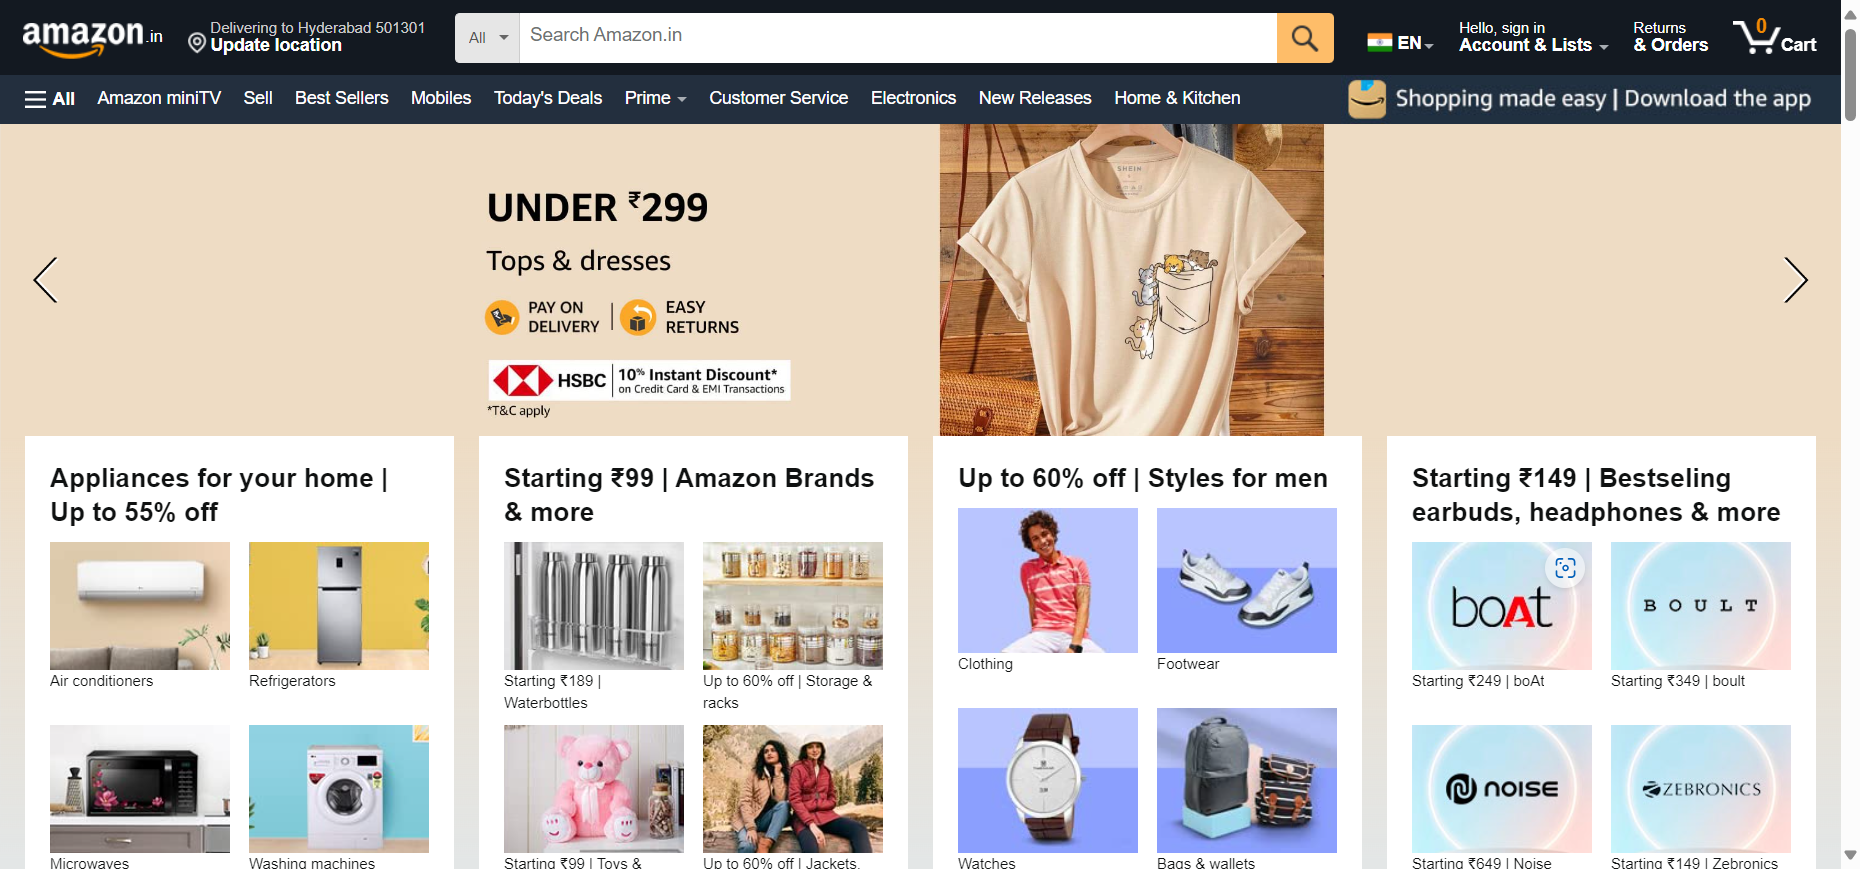 amazon.in
Delivering to Hyderabad 501301
Update location
All
Search Amazon.in
EN
Hello, sign in
Account & Lists
Returns
& Orders
0
Cart
All
Amazon miniTV
Sell
Best Sellers
Mobiles
Today's Deals
Prime
Customer Service
Electronics
New Releases
Home & Kitchen
Shopping made easy | Download the app
UNDER ₹299
Tops & dresses
PAY ON
DELIVERY
EASY
RETURNS
HSBC
10% Instant Discount*
on Credit Card & EMI Transactions
*T&C apply
SHEIN
Appliances for your home |
Up to 55% off
Air conditioners
Refrigerators
Microwaves
Washing machines
Starting ₹99 | Amazon Brands
& more
Starting ₹189 |
Waterbottles
Up to 60% off | Storage &
racks
Starting ₹99 | Toys &
Up to 60% off | Jackets,
Up to 60% off | Styles for men
Clothing
Footwear
Watches
Bags & wallets
Starting ₹149 | Bestseling
earbuds, headphones & more
boAt
Starting ₹249 | boAt
BOULT
Starting ₹349 | boult
NOISE
Starting ₹649 | Noise
ZEBRONICS
Starting ₹149 | Zebronics